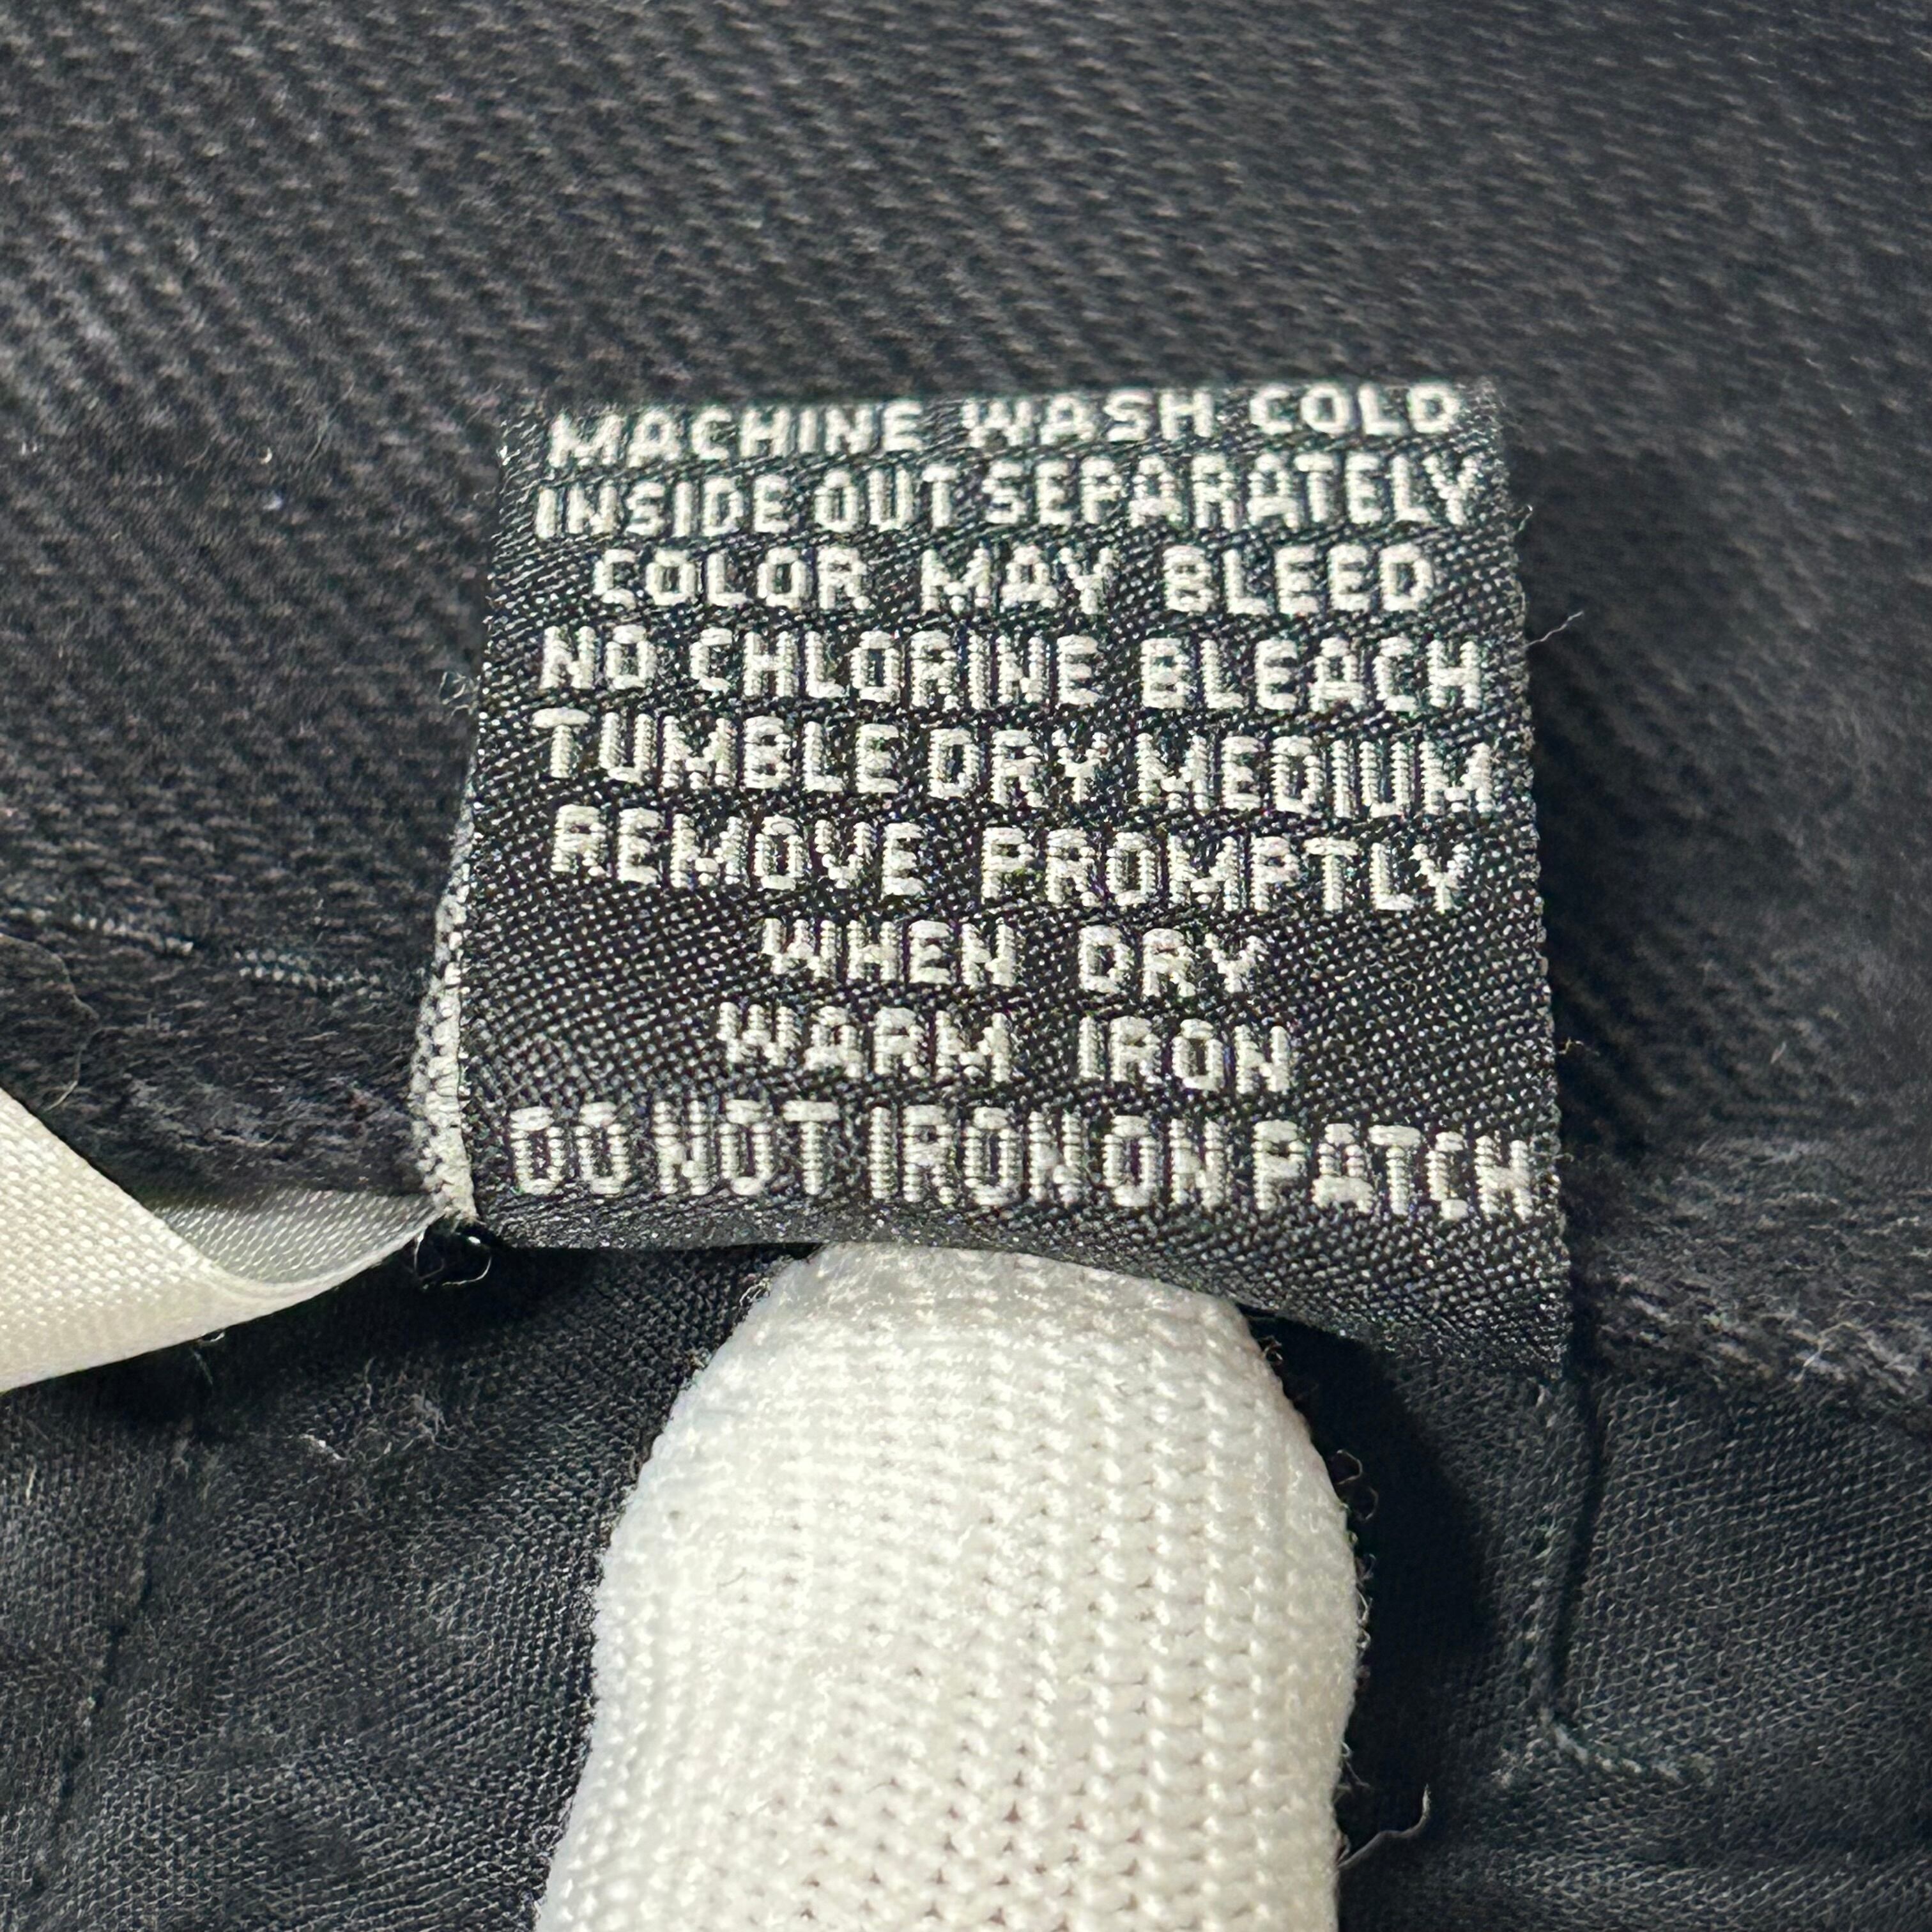 MACHINE WASH COLD
INSIDE OUT SEPARATELY
COLOR MAY BLEED
NO CHLORINE BLEACH
TUMBLE DRY MEDIUM
REMOVE PROMPTLY
WHEN DRY
WARM IRON
DO NOT IRON ON PATCH